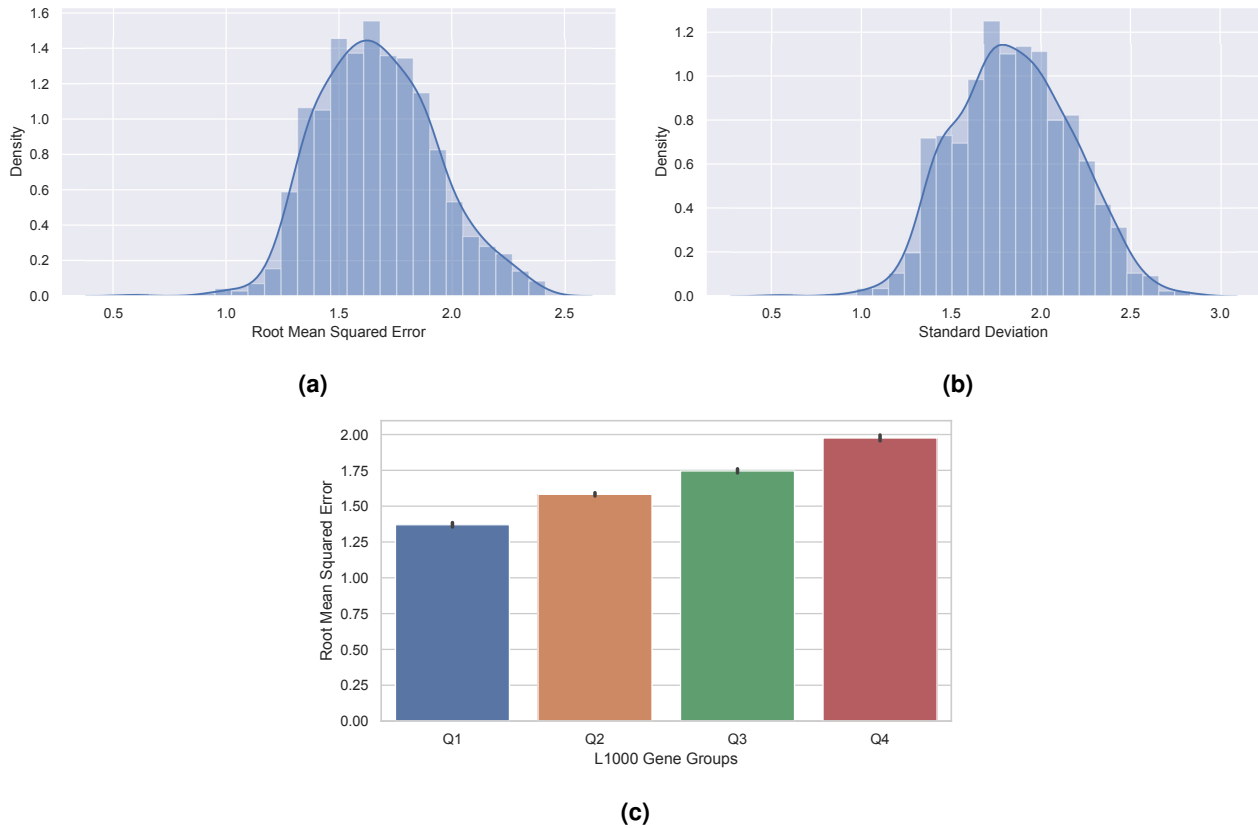 1.6
1.4
1.2
1.0
0.8
0.6
0.4
0.2
0.0
Density
0.5 1.0 1.5 2.0 2.5
Root Mean Squared Error
(a)
1.2
1.0
0.8
0.6
0.4
0.2
0.0
Density
0.5 1.0 1.5 2.0 2.5 3.0
Standard Deviation
(b)
2.00
1.75
1.50
1.25
1.00
0.75
0.50
0.25
0.00
Root Mean Squared Error
Q1 Q2 Q3 Q4
L1000 Gene Groups
(c)